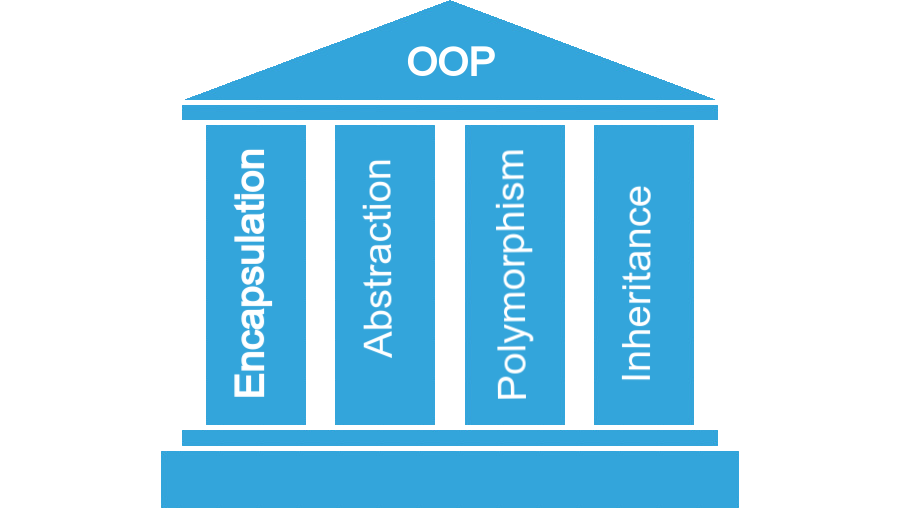 OOP
Encapsulation
Abstraction
Polymorphism
Inheritance